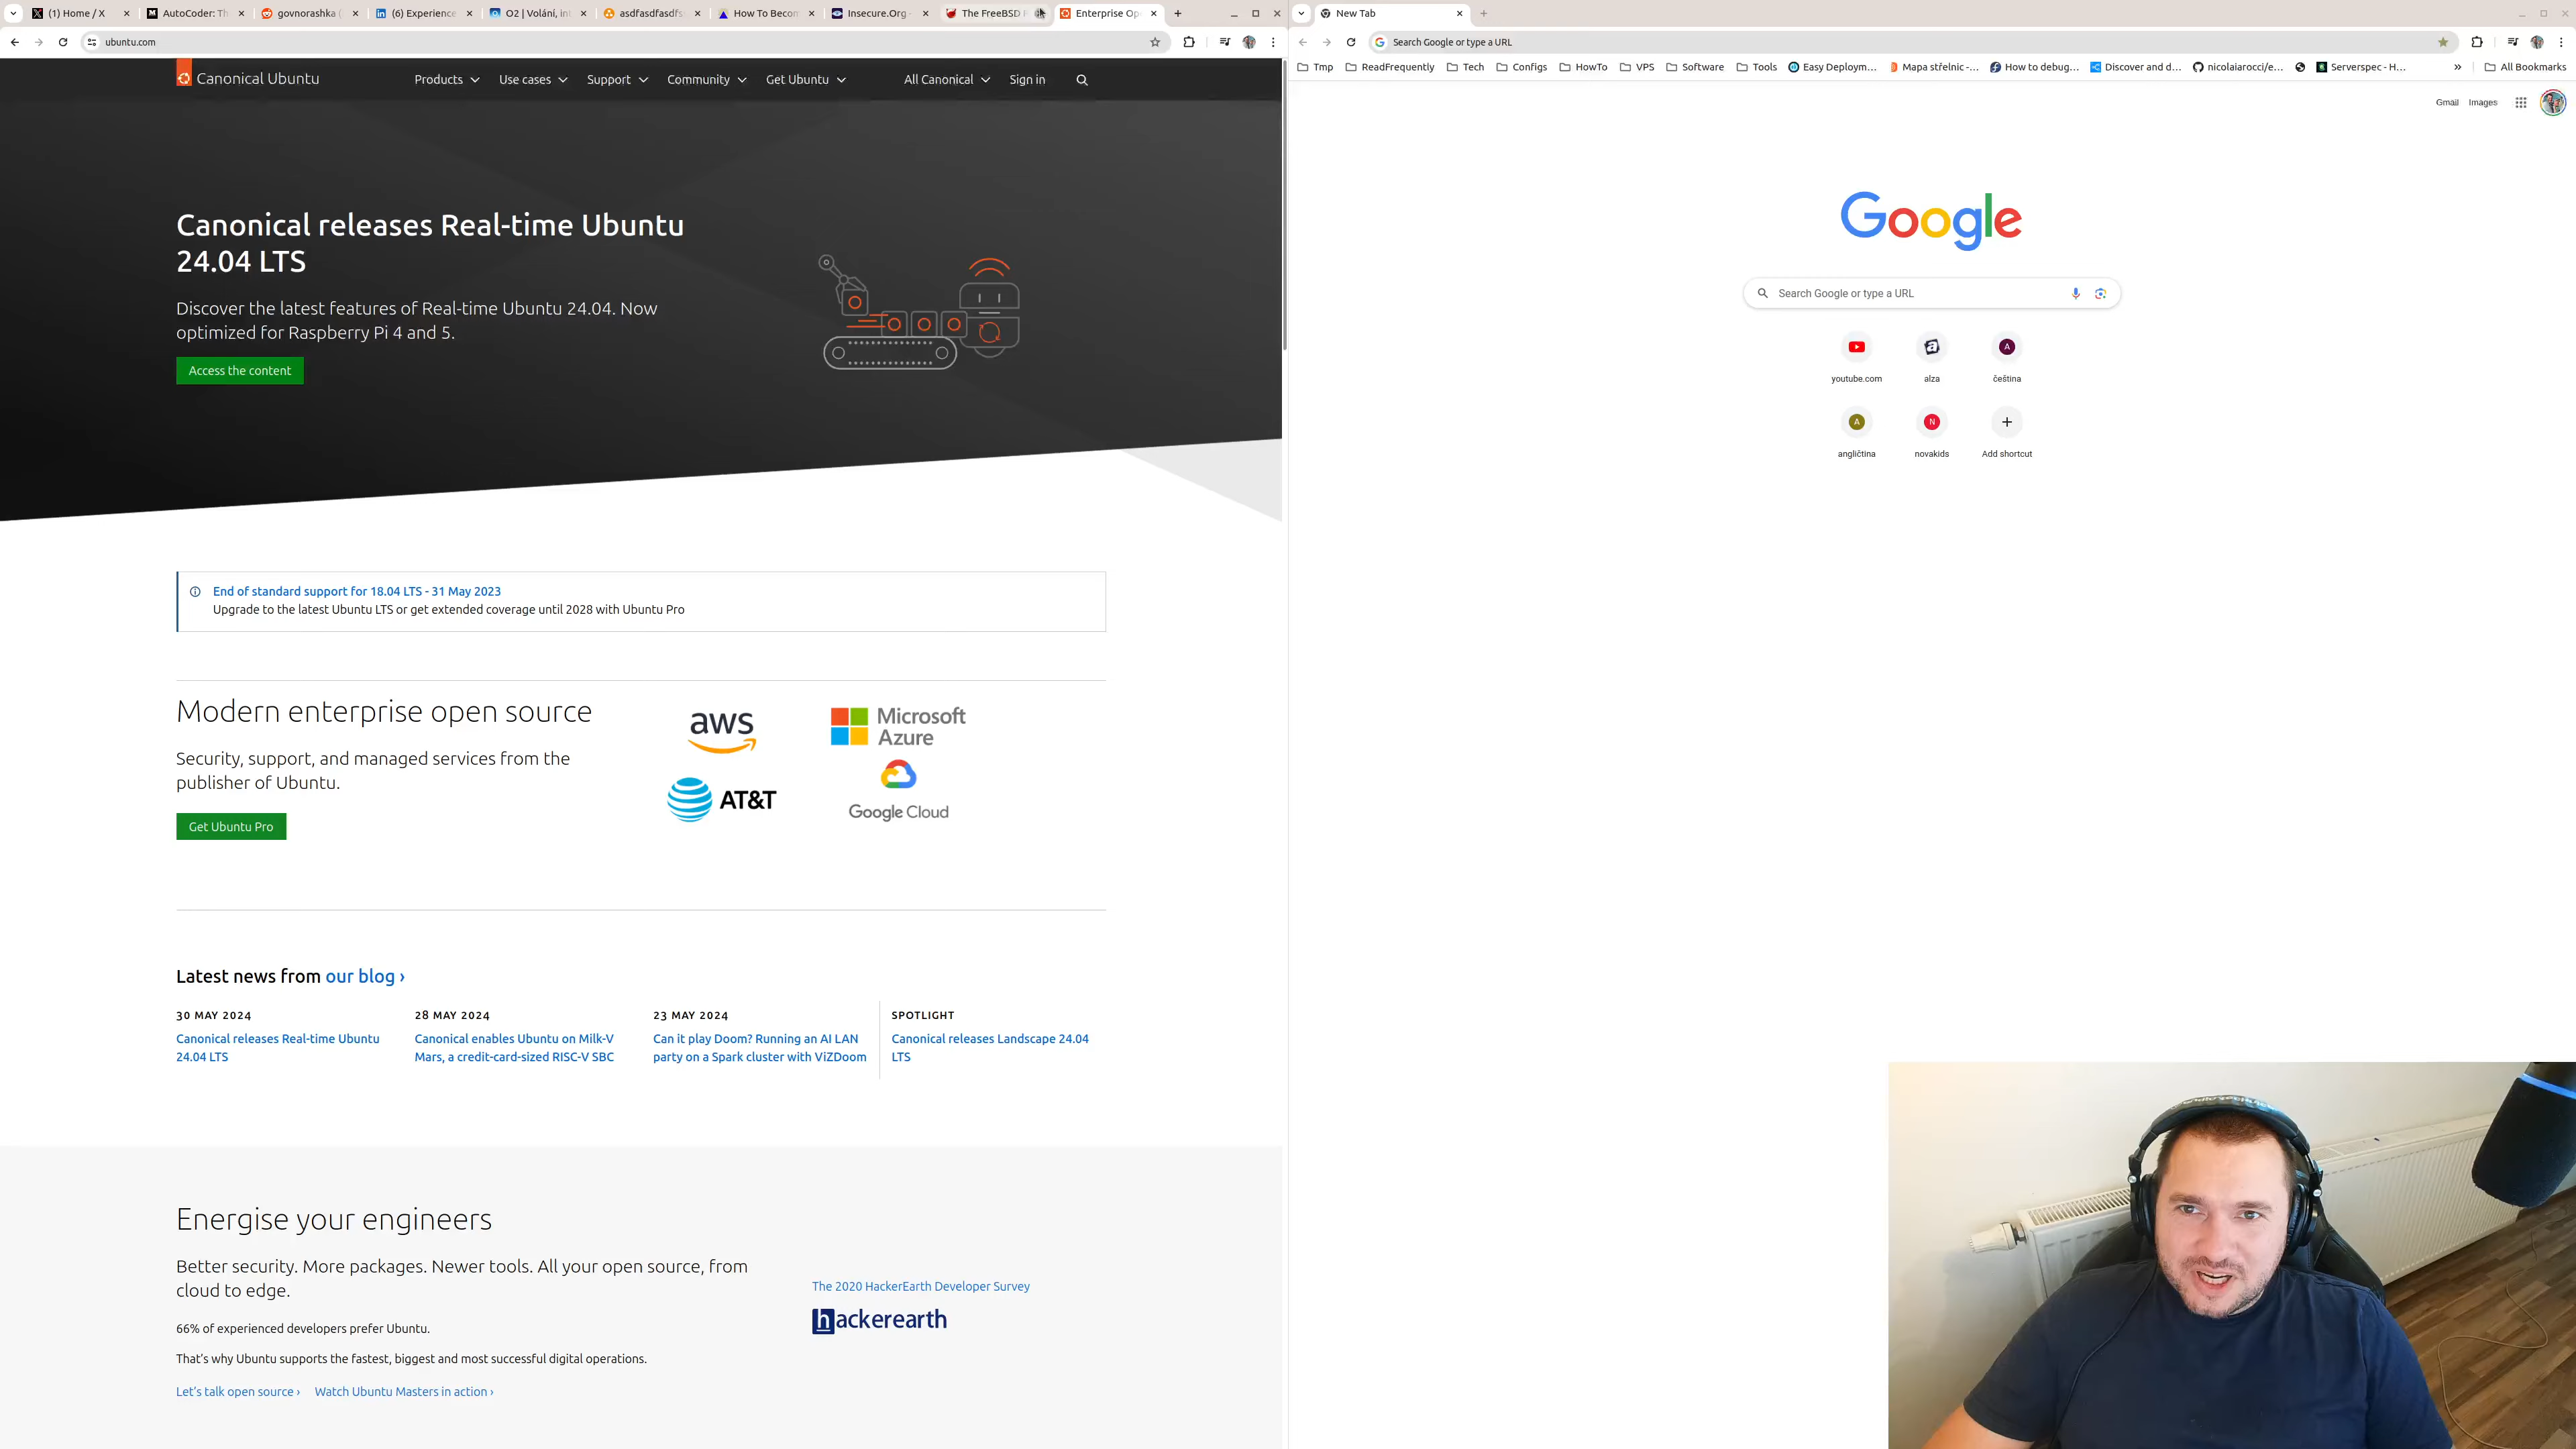 (1) Home / X
AutoCoder: Th
govnorashka
(6) Experience
O2 | Volání, in
asdfasdfasdfs
How To Becon
Insecure.Org
The FreeBSD
Enterprise Op
ubuntu.com
Canonical Ubuntu
Products
Use cases
Support
Community
Get Ubuntu
All Canonical
Sign in
Canonical releases Real-time Ubuntu
24.04 LTS
Discover the latest features of Real-time Ubuntu 24.04. Now
optimized for Raspberry Pi 4 and 5.
Access the content
End of standard support for 18.04 LTS - 31 May 2023
Upgrade to the latest Ubuntu LTS or get extended coverage until 2028 with Ubuntu Pro
Modern enterprise open source
Security, support, and managed services from the
publisher of Ubuntu.
Get Ubuntu Pro
aws
Microsoft
Azure
AT&T
Google Cloud
Latest news from our blog ›
30 MAY 2024
Canonical releases Real-time Ubuntu
24.04 LTS
28 MAY 2024
Canonical enables Ubuntu on Milk-V
Mars, a credit-card-sized RISC-V SBC
23 MAY 2024
Can it play Doom? Running an AI LAN
party on a Spark cluster with ViZDoom
SPOTLIGHT
Canonical releases Landscape 24.04
LTS
Energise your engineers
Better security. More packages. Newer tools. All your open source, from
cloud to edge.
66% of experienced developers prefer Ubuntu.
That's why Ubuntu supports the fastest, biggest and most successful digital operations.
Let's talk open source ›
Watch Ubuntu Masters in action ›
The 2020 HackerEarth Developer Survey
hackerearth
New Tab
Search Google or type a URL
Tmp
ReadFrequently
Tech
Configs
HowTo
VPS
Software
Tools
Easy Deploym…
Mapa střelnic -…
How to debug…
Discover and d…
nicolaiarocci/e…
Serverspec - H…
»
All Bookmarks
Gmail
Images
Google
Search Google or type a URL
youtube.com
alza
A
čeština
A
angličtina
N
novakids
Add shortcut